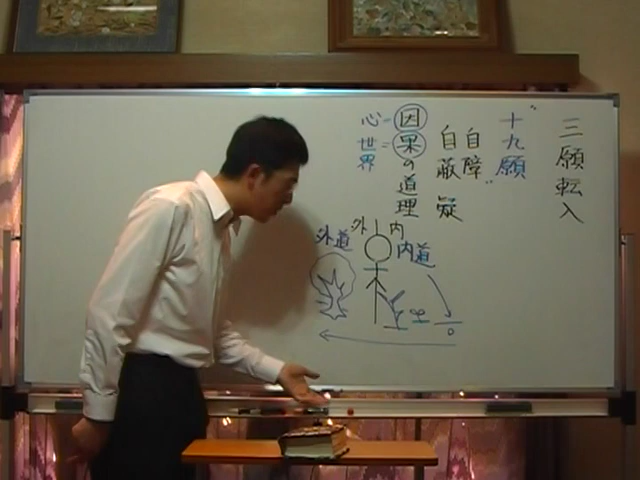 三願転入
"十九願"
自障
自蔽 疑
因果の道理
心=
世界=
外 内
外道
内道